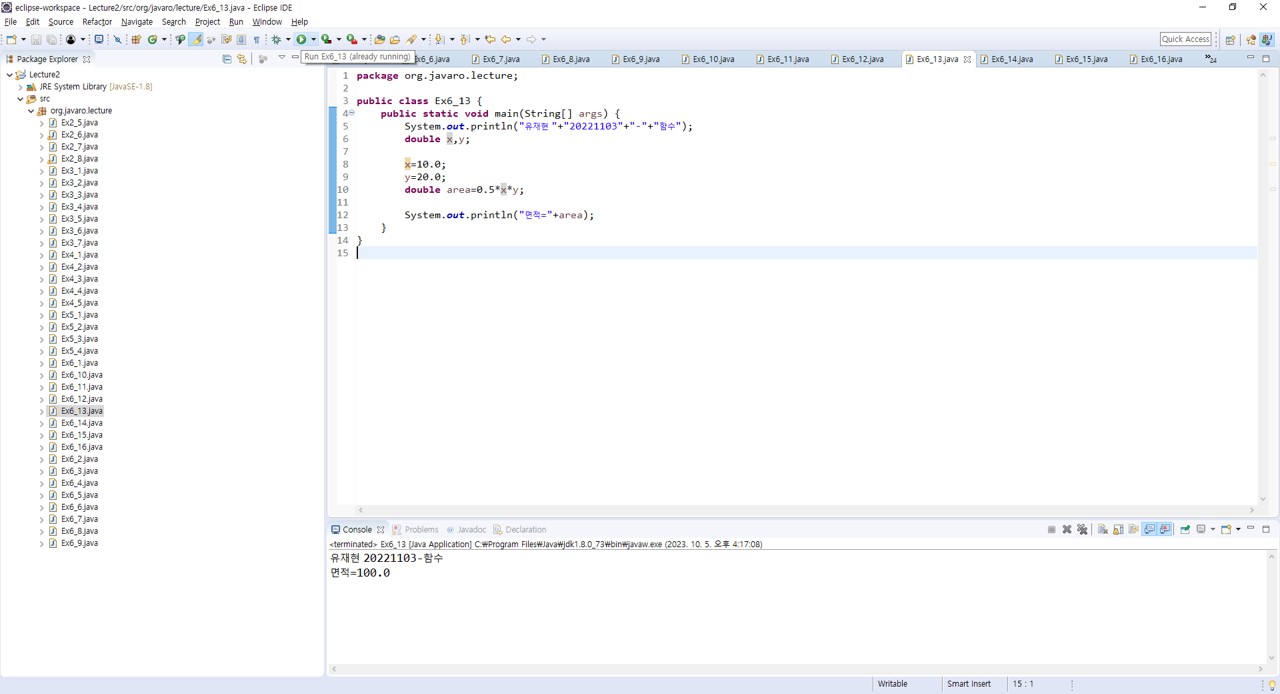 eclipse-workspace - Lecture2/src/org/javaro/lecture/Ex6_13.java - Eclipse IDE
File Edit Source Refactor Navigate Search Project Run Window Help
Quick Access
Package Explorer
Run Ex6_13 (already running)
Ex6_6.java Ex6_7.java Ex6_8.java Ex6_9.java Ex6_10.java Ex6_11.java Ex6_12.java Ex6_13.java Ex6_14.java Ex6_15.java Ex6_16.java »24
Lecture2
JRE System Library [JavaSE-1.8]
src
org.javaro.lecture
Ex2_5.java
Ex2_6.java
Ex2_7.java
Ex2_8.java
Ex3_1.java
Ex3_2.java
Ex3_3.java
Ex3_4.java
Ex3_5.java
Ex3_6.java
Ex3_7.java
Ex4_1.java
Ex4_2.java
Ex4_3.java
Ex4_4.java
Ex4_5.java
Ex5_1.java
Ex5_2.java
Ex5_3.java
Ex5_4.java
Ex6_1.java
Ex6_10.java
Ex6_11.java
Ex6_12.java
Ex6_13.java
Ex6_14.java
Ex6_15.java
Ex6_16.java
Ex6_2.java
Ex6_3.java
Ex6_4.java
Ex6_5.java
Ex6_6.java
Ex6_7.java
Ex6_8.java
Ex6_9.java
1 package org.javaro.lecture;
2
3 public class Ex6_13 {
4 public static void main(String[] args) {
5 System.out.println("유재현 "+"20221103"+"-"+"함수");
6 double x,y;
7
8 x=10.0;
9 y=20.0;
10 double area=0.5*x*y;
11
12 System.out.println("면적="+area);
13 }
14 }
15
Console Problems Javadoc Declaration
<terminated> Ex6_13 [Java Application] C:₩Program Files₩Java₩jdk1.8.0_73₩bin₩javaw.exe (2023. 10. 5. 오후 4:17:08)
유재현 20221103-함수
면적=100.0
Writable Smart Insert 15 : 1